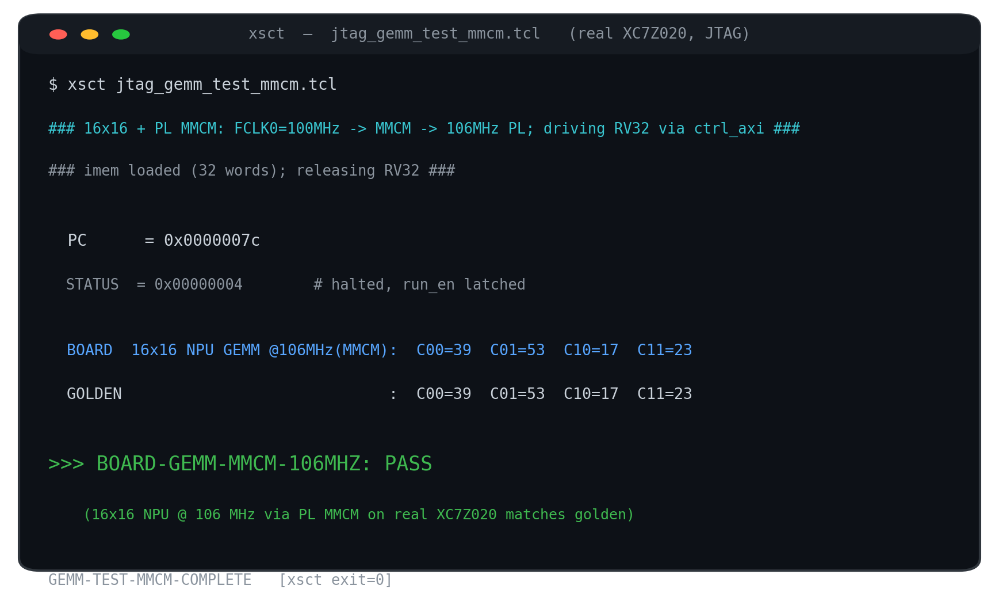 xsct — jtag_gemm_test_mmcm.tcl (real XC7Z020, JTAG)
$ xsct jtag_gemm_test_mmcm.tcl
### 16x16 + PL MMCM: FCLK0=100MHz -> MMCM -> 106MHz PL; driving RV32 via ctrl_axi ###
### imem loaded (32 words); releasing RV32 ###
PC = 0x0000007c
STATUS = 0x00000004 # halted, run_en latched
BOARD 16x16 NPU GEMM @106MHz(MMCM): C00=39 C01=53 C10=17 C11=23
GOLDEN : C00=39 C01=53 C10=17 C11=23
>>> BOARD-GEMM-MMCM-106MHZ: PASS
(16x16 NPU @ 106 MHz via PL MMCM on real XC7Z020 matches golden)
GEMM-TEST-MMCM-COMPLETE [xsct exit=0]